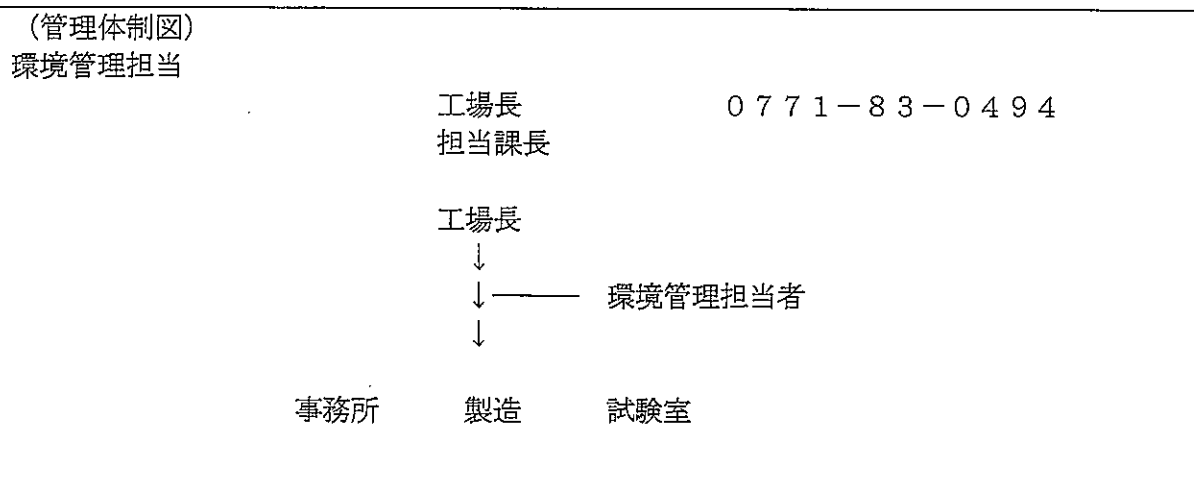 （管理体制図）
環境管理担当
工場長　０７７１－８３－０４９４
担当課長
工場長
↓
↓――― 環境管理担当者
↓
事務所　製造　試験室